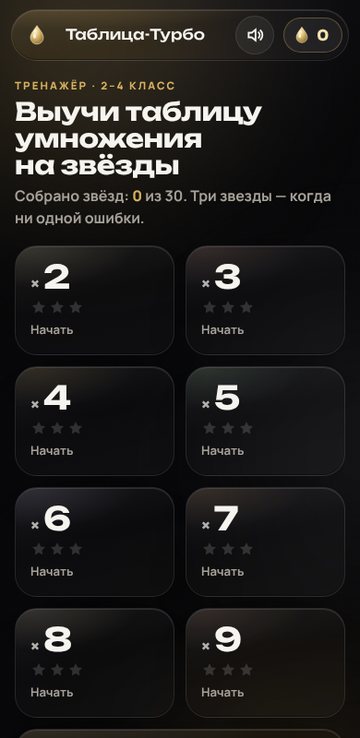 Таблица-Турбо
0
ТРЕНАЖЁР · 2–4 КЛАСС
Выучи таблицу
умножения
на звёзды
Собрано звёзд: 0 из 30. Три звезды — когда
ни одной ошибки.
×2
Начать
×3
Начать
×4
Начать
×5
Начать
×6
Начать
×7
Начать
×8
Начать
×9
Начать